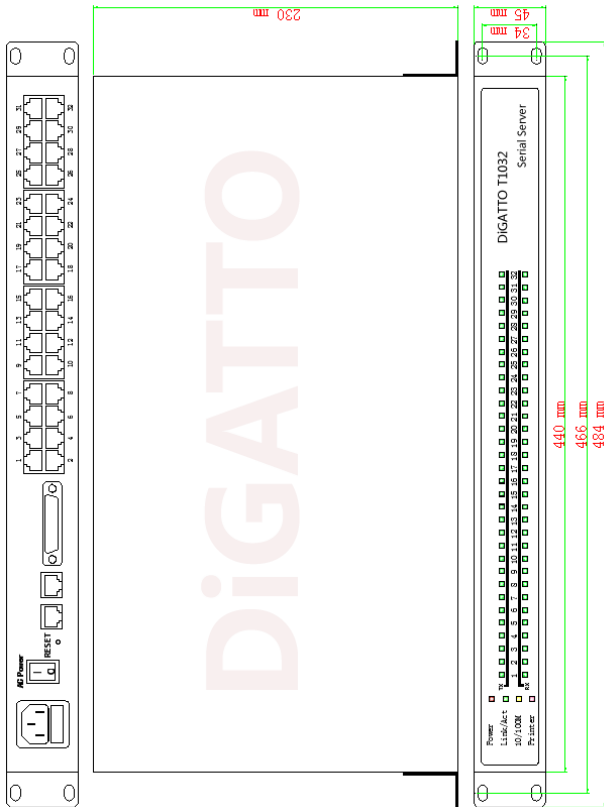 230 mm
45 mm
34 mm
31 29 27 25 23 21 19 17 15 13 11 9 7 5 3 1
32 30 28 26 24 22 20 18 16 14 12 10 8 6 4 2
RESET
AC Power
DiGATTO
DiGATTO T1032
Serial Server
TX
1 2 3 4 5 6 7 8 9 10 11 12 13 14 15 16 17 18 19 20 21 22 23 24 25 26 27 28 29 30 31 32
RX
Power
Link/Act
10/100M
Printer
440 mm
466 mm
484 mm